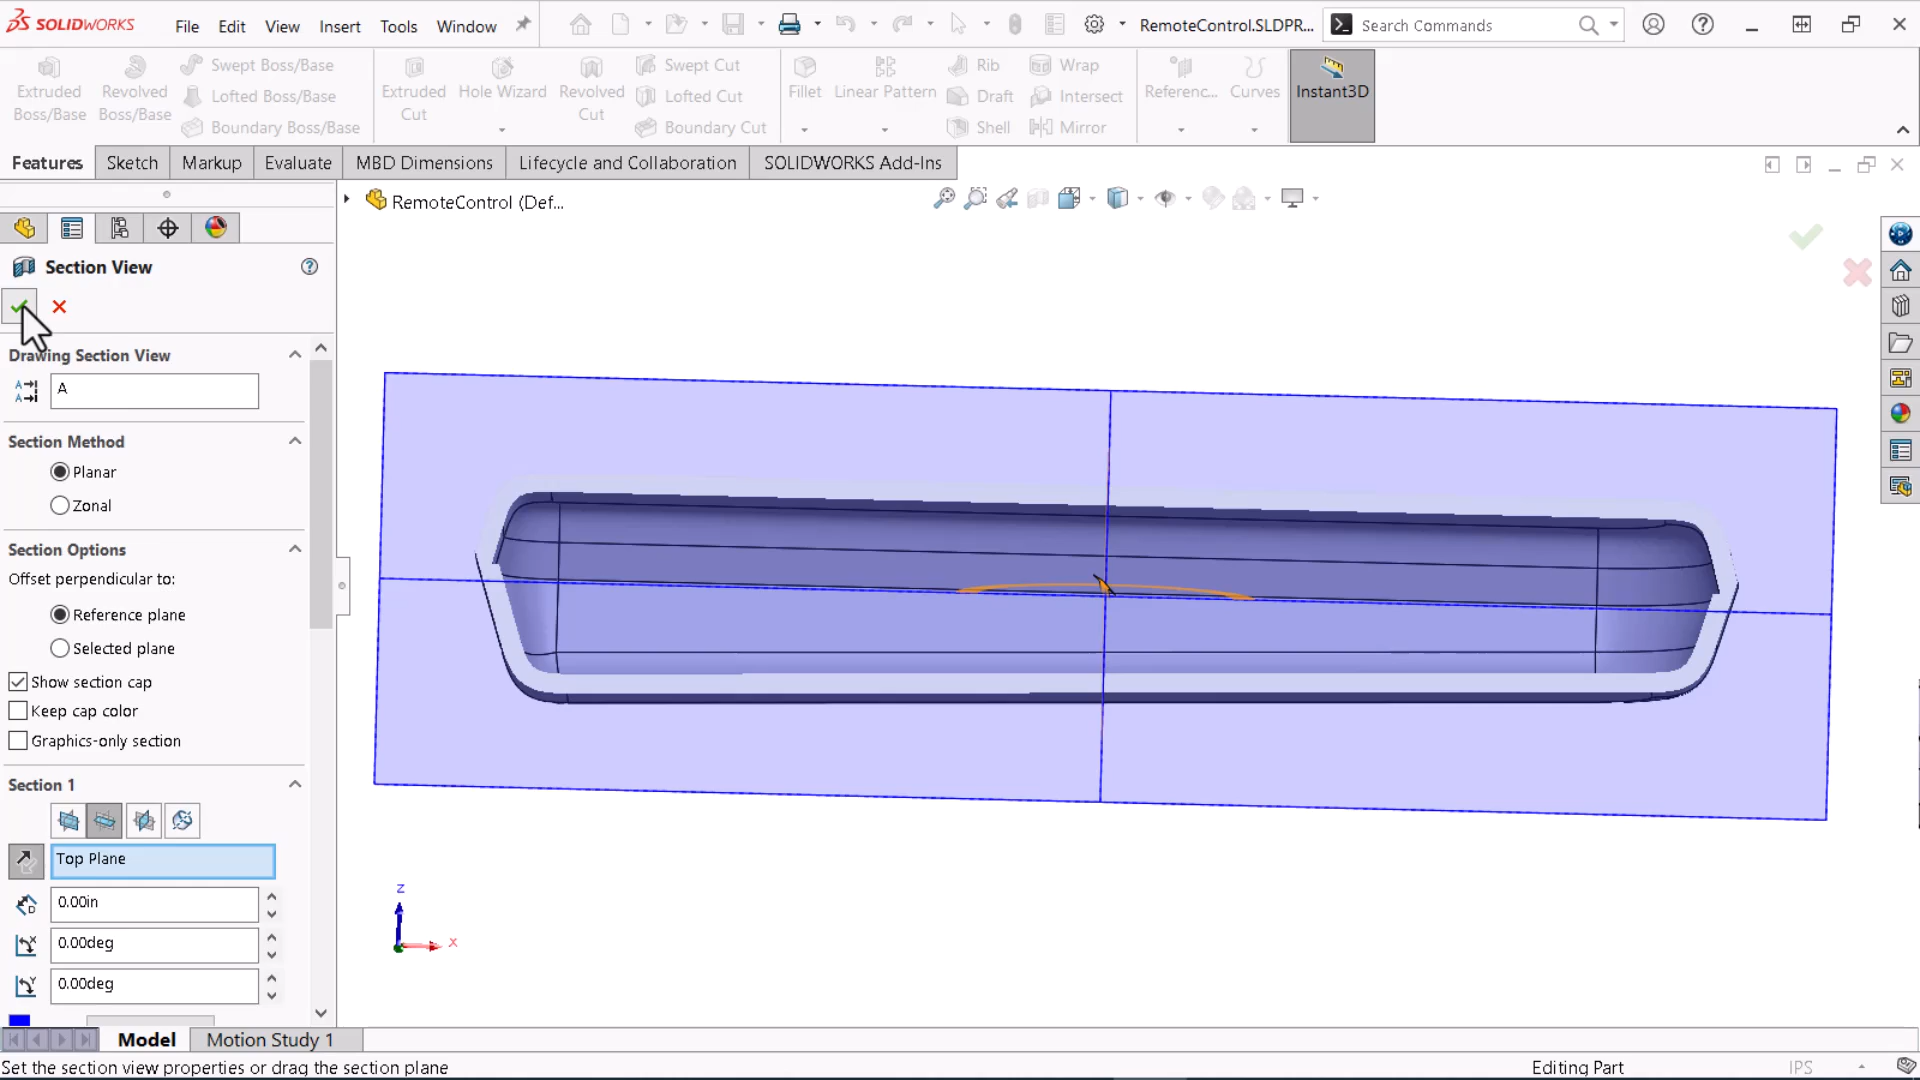 SOLIDWORKS File Edit View Insert Tools Window RemoteControl.SLDPR... Search Commands
Extruded Boss/Base
Revolved Boss/Base
Swept Boss/Base
Lofted Boss/Base
Boundary Boss/Base
Extruded Cut
Hole Wizard
Revolved Cut
Swept Cut
Lofted Cut
Boundary Cut
Fillet
Linear Pattern
Rib
Draft
Shell
Wrap
Intersect
Mirror
Referenc...
Curves
Instant3D
Features Sketch Markup Evaluate MBD Dimensions Lifecycle and Collaboration SOLIDWORKS Add-Ins
RemoteControl (Def...
Section View
Drawing Section View
A
Section Method
Planar
Zonal
Section Options
Offset perpendicular to:
Reference plane
Selected plane
Show section cap
Keep cap color
Graphics-only section
Section 1
Top Plane
0.00in
0.00deg
0.00deg
z
x
Model Motion Study 1
Set the section view properties or drag the section plane
Editing Part
IPS